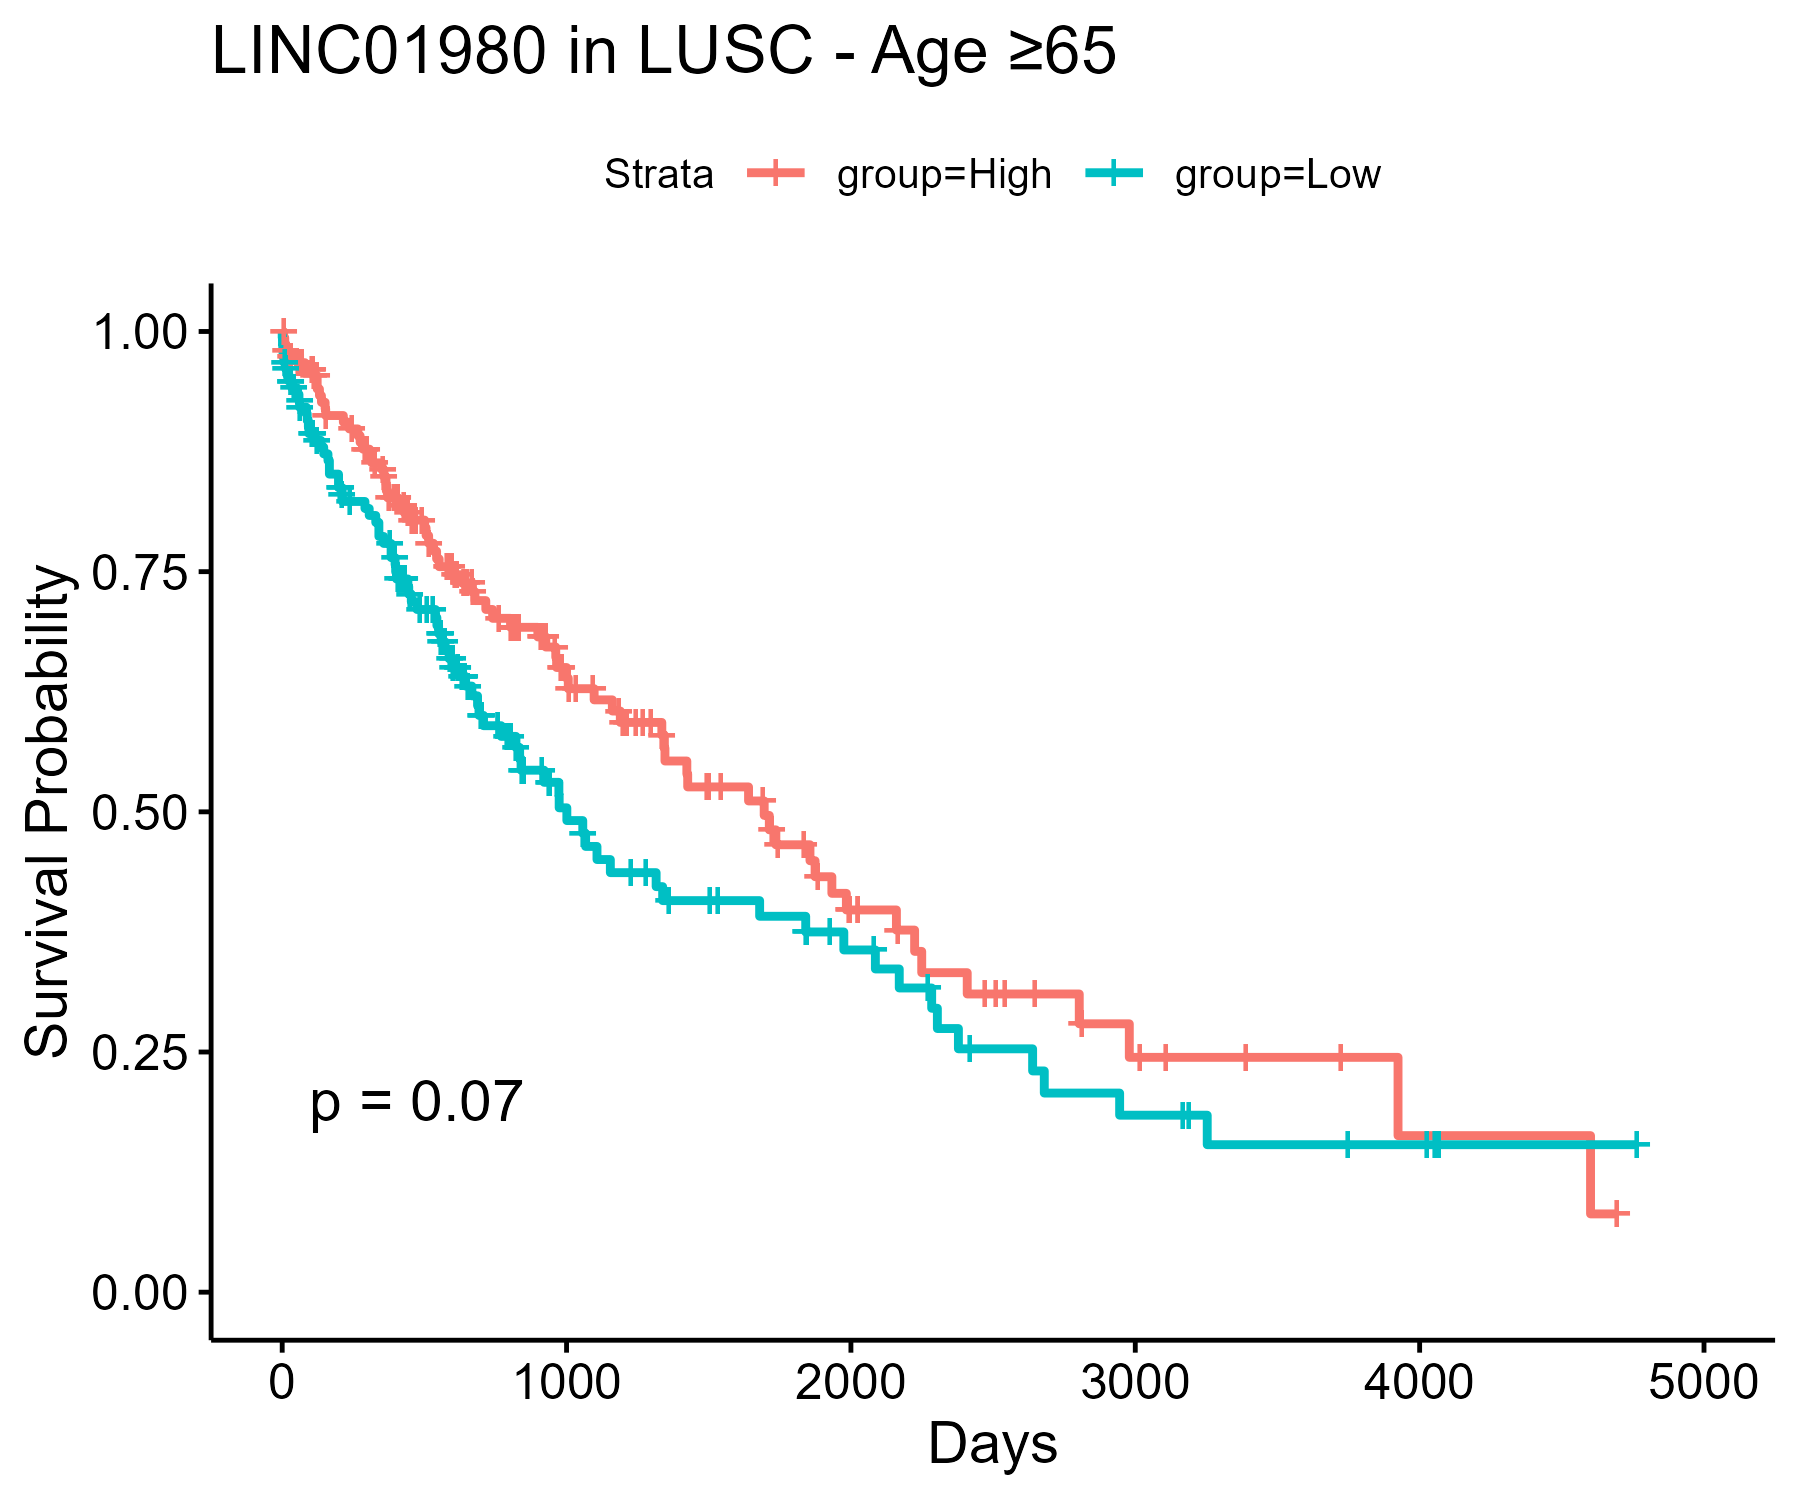 LINC01980 in LUSC - Age ≥65
Strata group=High group=Low
Survival Probability
1.00
0.75
0.50
0.25
0.00
p = 0.07
0 1000 2000 3000 4000 5000
Days